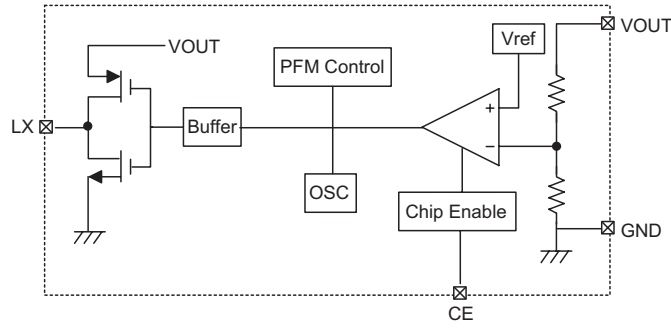 VOUT
Vref
VOUT
PFM Control
+
LX
Buffer
−
OSC
Chip Enable
GND
CE